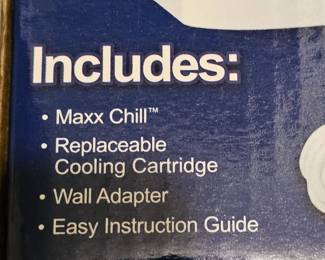 Includes:
• Maxx Chill™
• Replaceable
Cooling Cartridge
• Wall Adapter
• Easy Instruction Guide